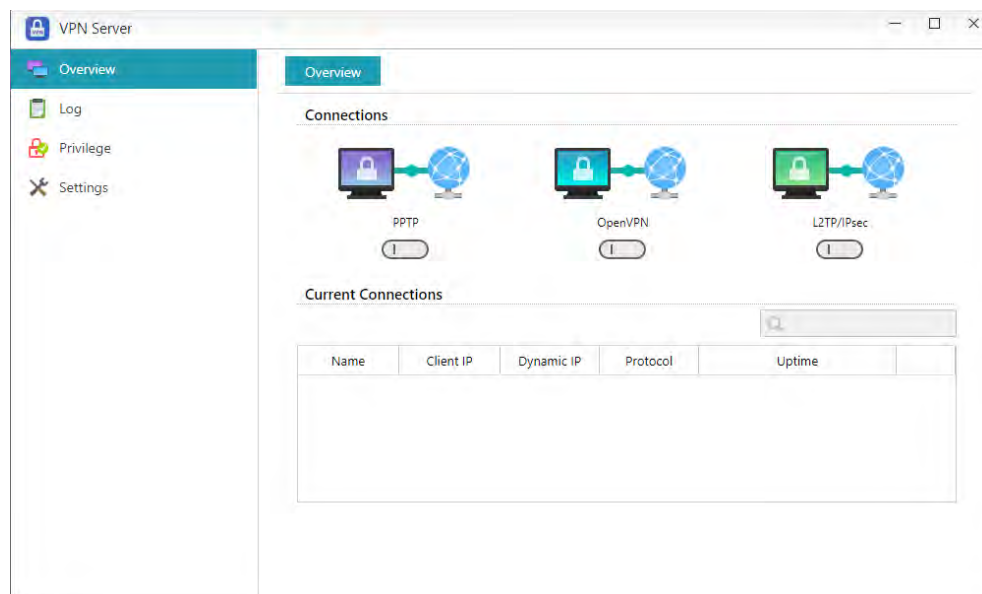 VPN Server
Overview
Log
Privilege
Settings
Overview
Connections
PPTP OpenVPN L2TP/IPsec
Current Connections
Name Client IP Dynamic IP Protocol Uptime